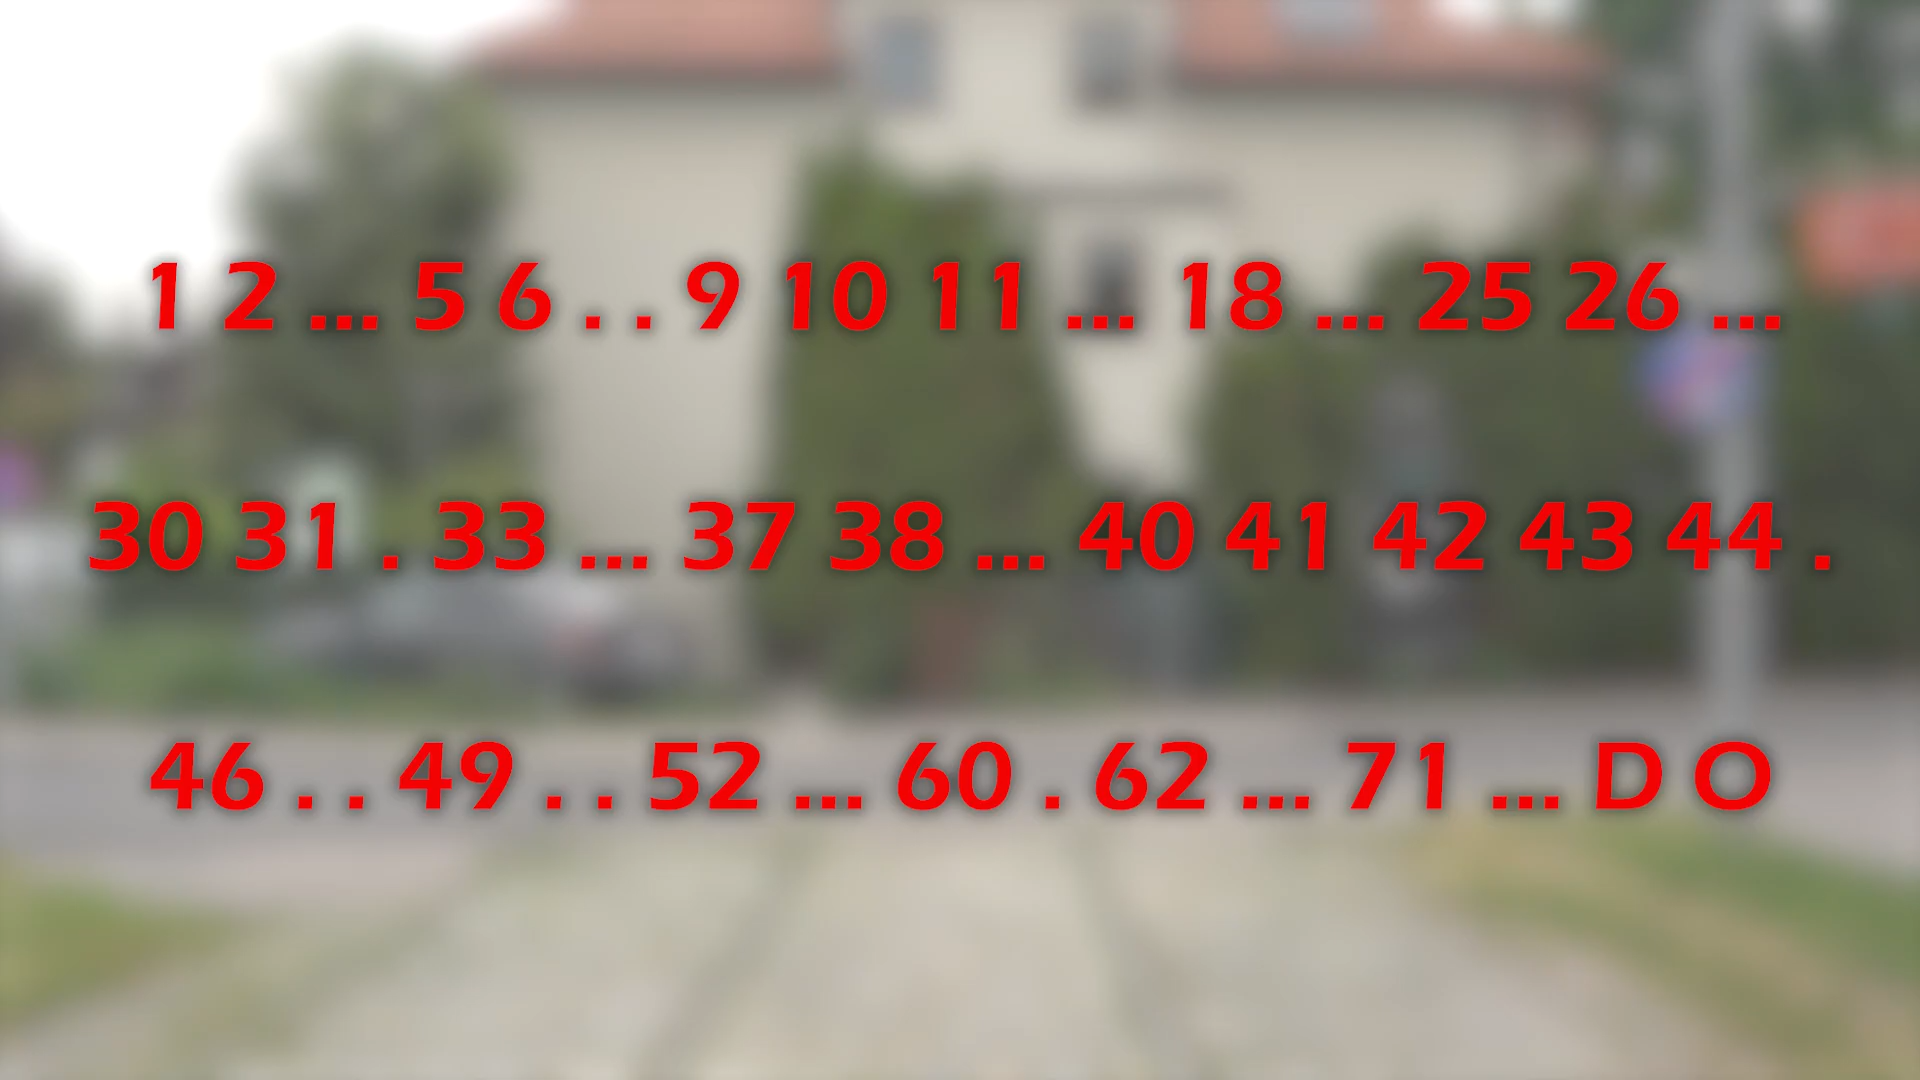 1 2 ... 5 6 . . 9 10 11 ... 18 ... 25 26 ...
30 31 . 33 ... 37 38 ... 40 41 42 43 44 .
46 . . 49 . . 52 ... 60 . 62 ... 71 ... D O